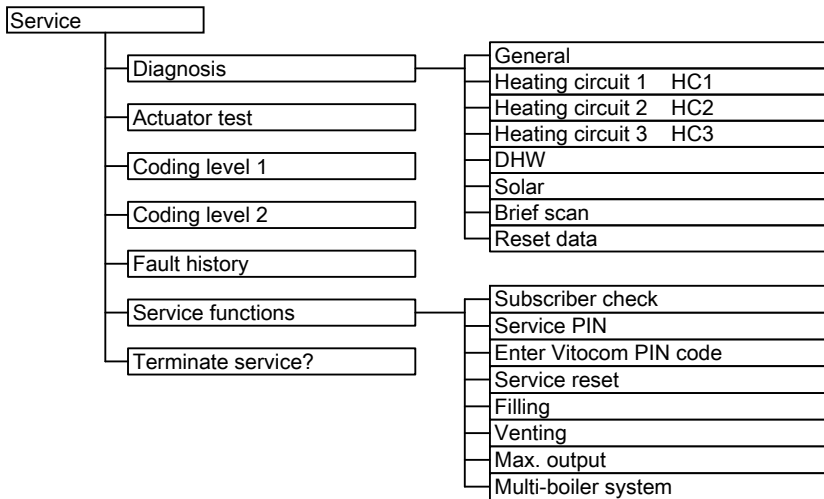 Service
Diagnosis
General
Heating circuit 1 HC1
Heating circuit 2 HC2
Heating circuit 3 HC3
DHW
Solar
Brief scan
Reset data
Actuator test
Coding level 1
Coding level 2
Fault history
Service functions
Subscriber check
Service PIN
Enter Vitocom PIN code
Service reset
Filling
Venting
Max. output
Multi-boiler system
Terminate service?